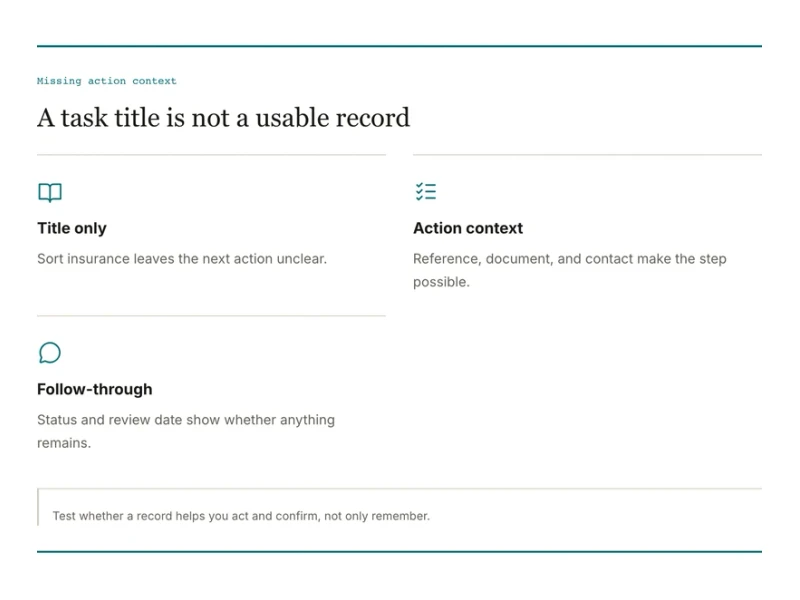 Missing action context
A task title is not a usable record
Title only
Sort insurance leaves the next action unclear.
Action context
Reference, document, and contact make the step
possible.
Follow-through
Status and review date show whether anything
remains.
Test whether a record helps you act and confirm, not only remember.